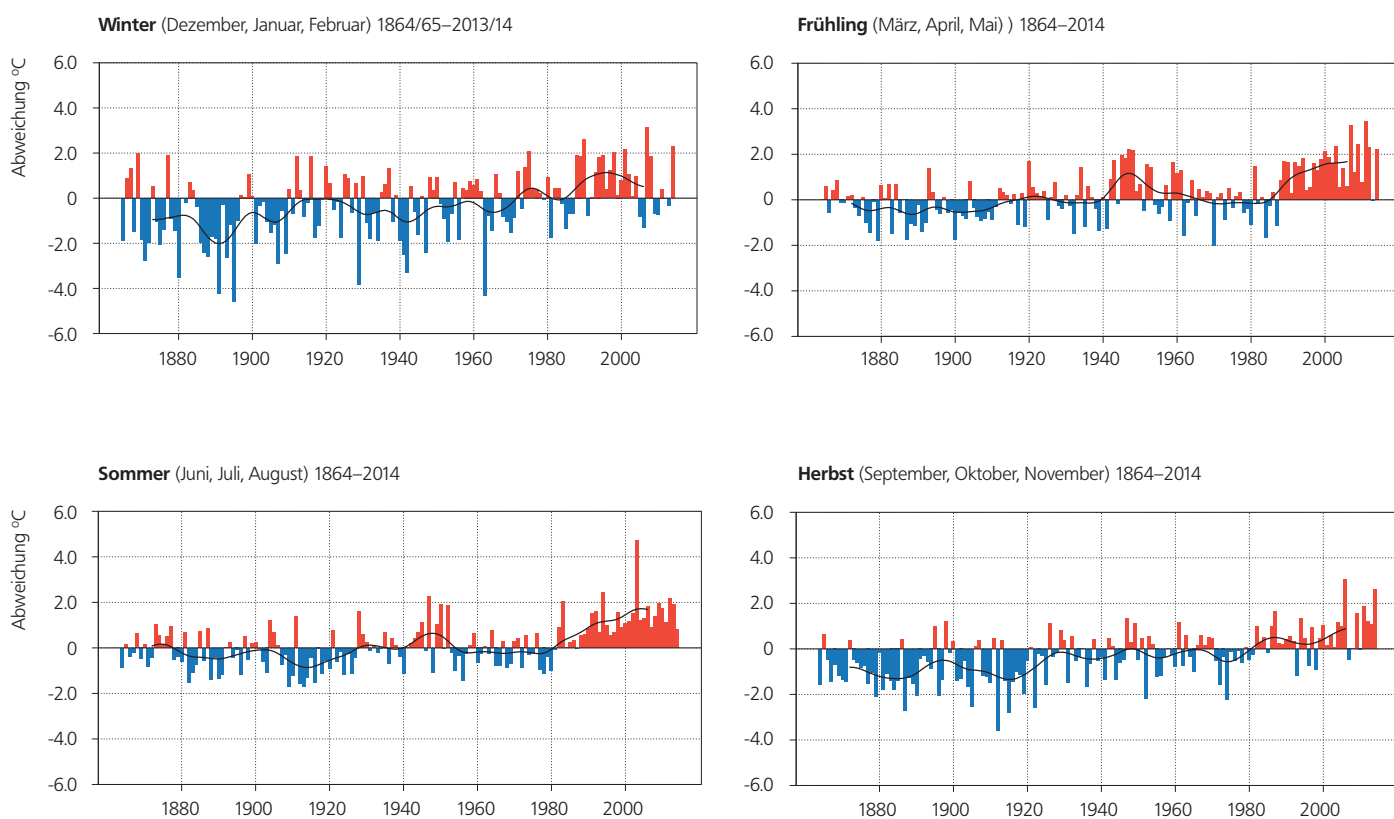 Winter (Dezember, Januar, Februar) 1864/65–2013/14
Abweichung °C
6.0
4.0
2.0
0
-2.0
-4.0
-6.0
1880 1900 1920 1940 1960 1980 2000
Frühling (März, April, Mai) ) 1864–2014
6.0
4.0
2.0
0
-2.0
-4.0
-6.0
1880 1900 1920 1940 1960 1980 2000
Sommer (Juni, Juli, August) 1864–2014
Abweichung °C
6.0
4.0
2.0
0
-2.0
-4.0
-6.0
1880 1900 1920 1940 1960 1980 2000
Herbst (September, Oktober, November) 1864–2014
6.0
4.0
2.0
0
-2.0
-4.0
-6.0
1880 1900 1920 1940 1960 1980 2000